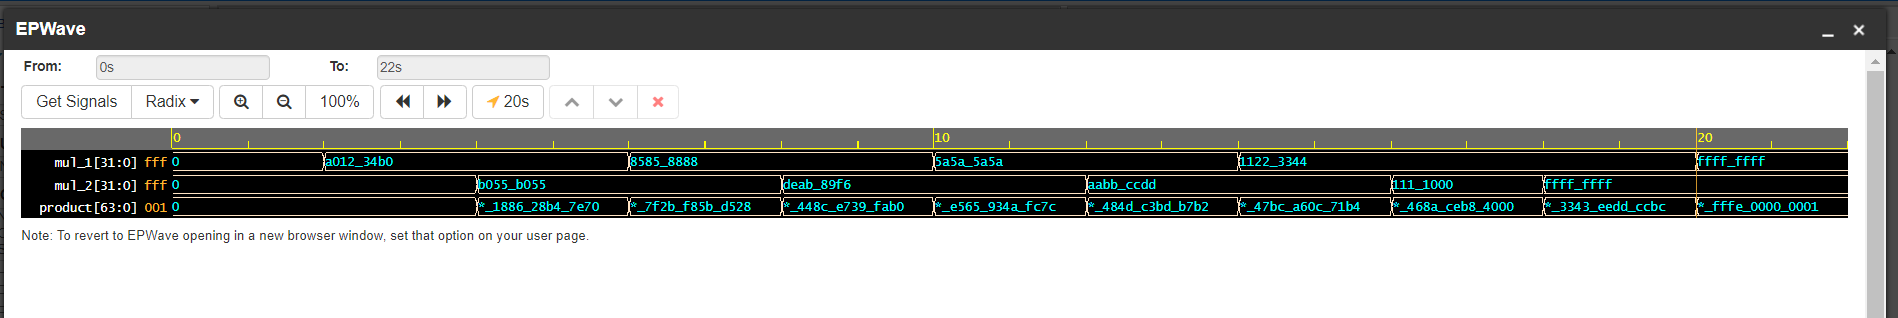 EPWave
From: 0s To: 22s
Get Signals Radix 100% 20s
0 10 20
mul_1[31:0] fff 0 a012_34b0 8585_8888 5a5a_5a5a 1122_3344 ffff_ffff
mul_2[31:0] fff 0 b055_b055 deab_89f6 aabb_ccdd 111_1000 ffff_ffff
product[63:0] 001 0 *_1886_28b4_7e70 *_7f2b_f85b_d528 *_448c_e739_fab0 *_e565_934a_fc7c *_484d_c3bd_b7b2 *_47bc_a60c_71b4 *_468a_ceb8_4000 *_3343_eedd_ccbc *_fffe_0000_0001
Note: To revert to EPWave opening in a new browser window, set that option on your user page.